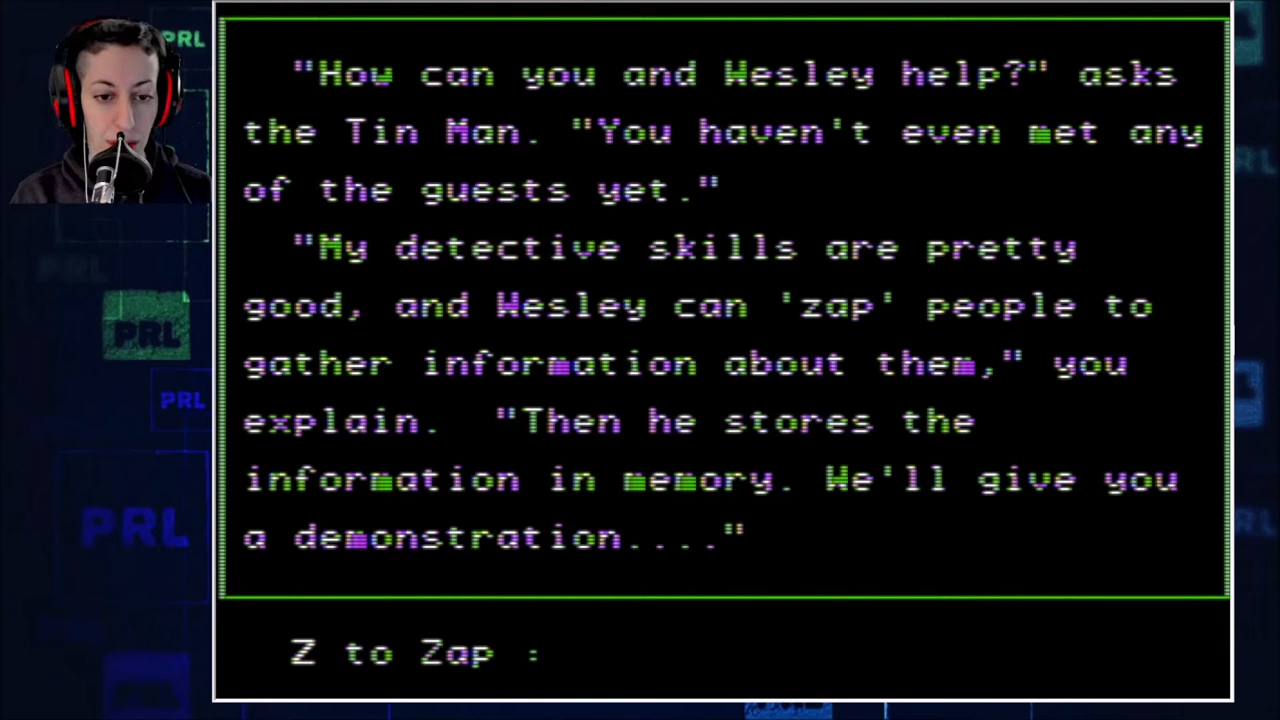 PRL
"How can you and Wesley help?" asks
the Tin Man. "You haven't even met any
of the guests yet."
"My detective skills are pretty
good, and Wesley can 'zap' people to
gather information about them," you
explain.  "Then he stores the
information in memory. We'll give you
a demonstration...."
PRL
PRL
PRL
Z to Zap :